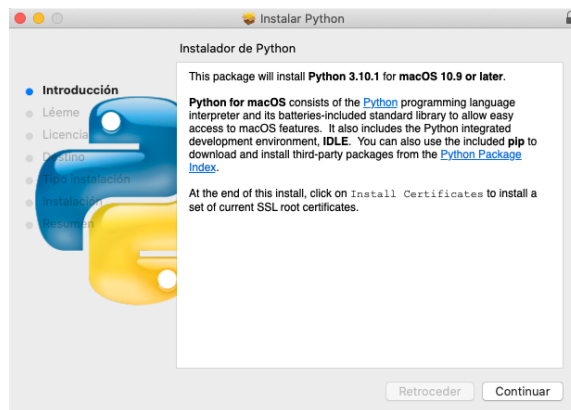 Instalar Python
Instalador de Python
Introducción
Léeme
Licencia
Destino
Tipo instalación
Instalación
Resumen
This package will install Python 3.10.1 for macOS 10.9 or later.
Python for macOS consists of the Python programming language
interpreter and its batteries-included standard library to allow easy
access to macOS features.  It also includes the Python integrated
development environment, IDLE.  You can also use the included pip to
download and install third-party packages from the Python Package
Index.
At the end of this install, click on Install Certificates to install a
set of current SSL root certificates.
Retroceder
Continuar